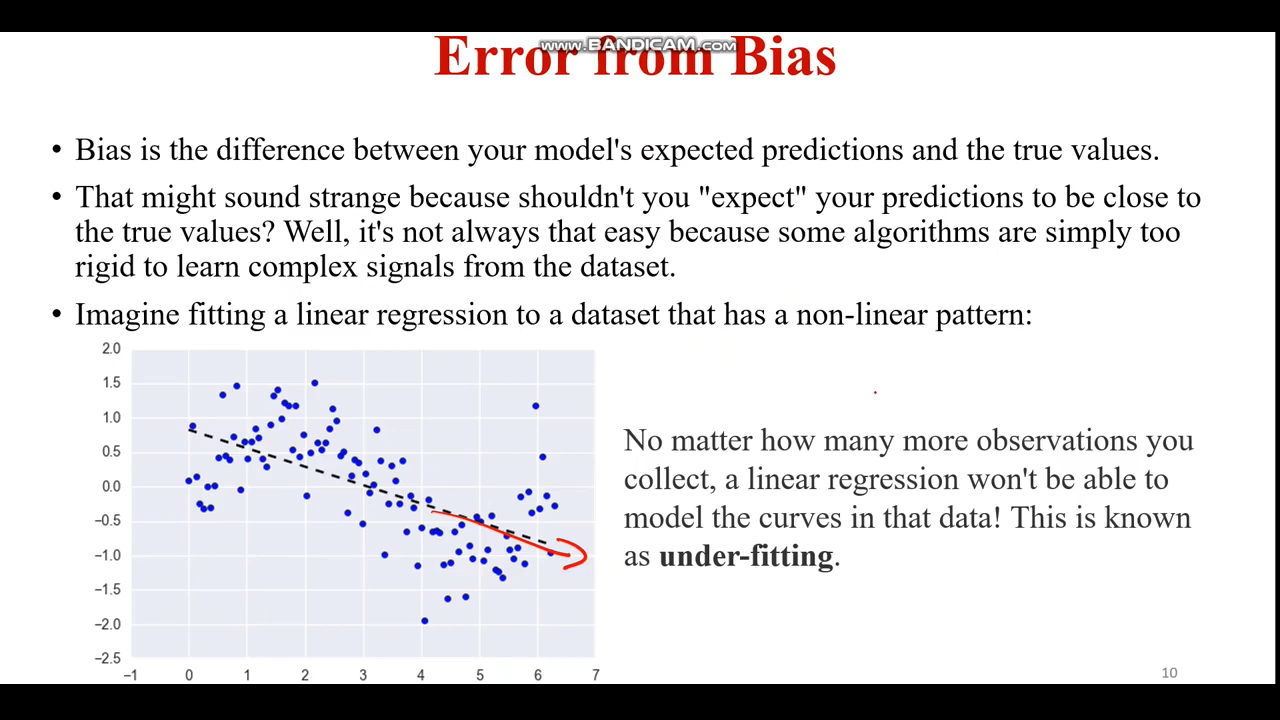 www.BANDICAM.com
Error from Bias
• Bias is the difference between your model's expected predictions and the true values.
• That might sound strange because shouldn't you "expect" your predictions to be close to
the true values? Well, it's not always that easy because some algorithms are simply too
rigid to learn complex signals from the dataset.
• Imagine fitting a linear regression to a dataset that has a non-linear pattern:
2.0
1.5
1.0
0.5
0.0
−0.5
−1.0
−1.5
−2.0
−2.5
−1 0 1 2 3 4 5 6 7
No matter how many more observations you
collect, a linear regression won't be able to
model the curves in that data! This is known
as under-fitting.
10